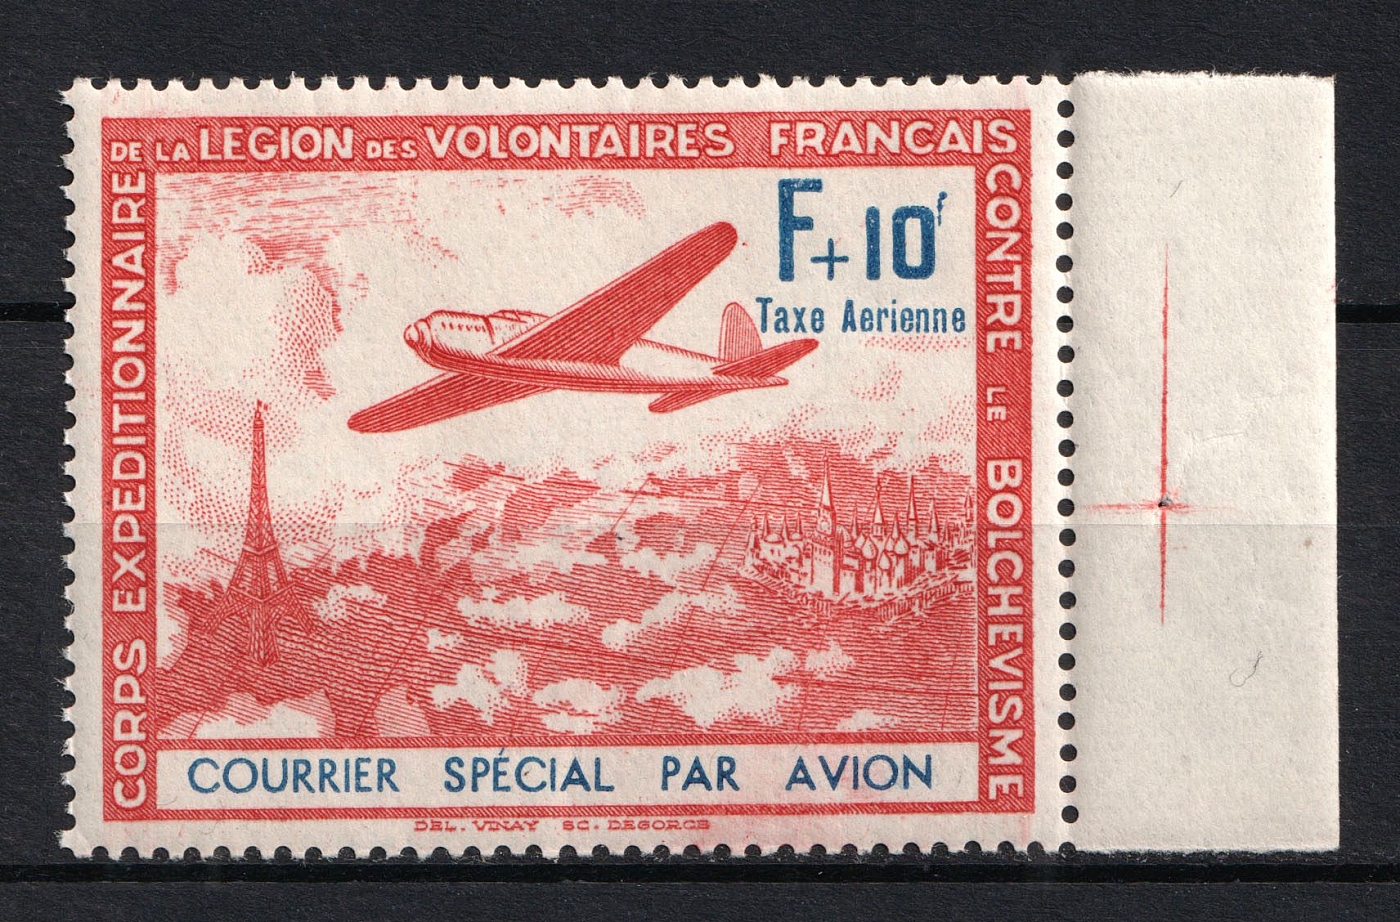 CORPS EXPEDITIONNAIRE
DE LA LEGION DES VOLONTAIRES FRANCAIS
CONTRE LE BOLCHEVISME
F+10f
Taxe Aerienne
COURRIER SPÉCIAL PAR AVION
DEL. VINAY SC. DEGORCE